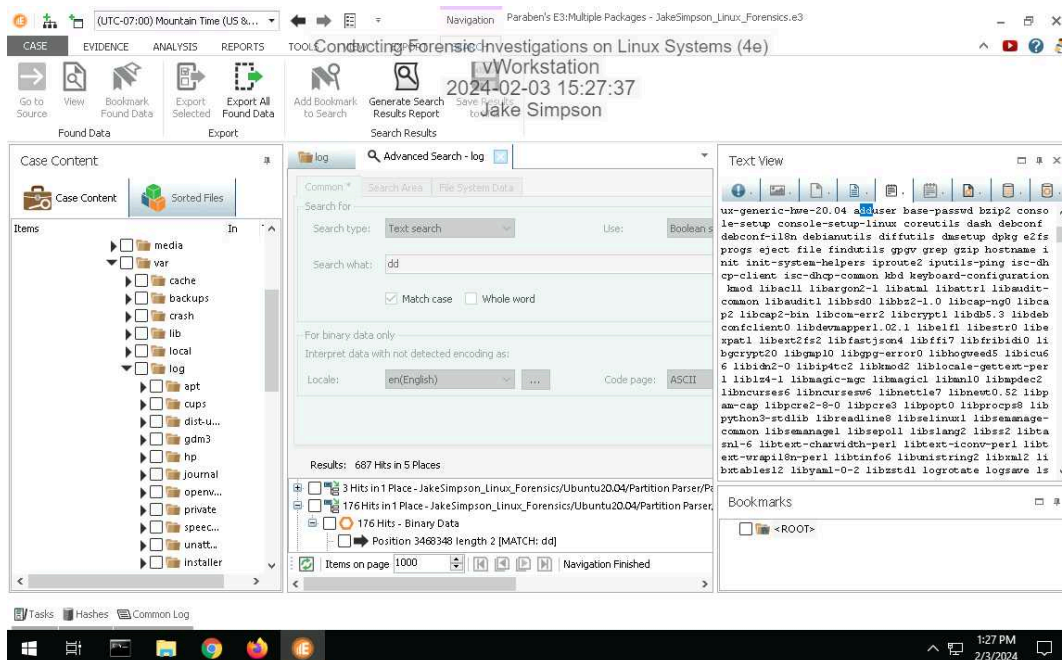 (UTC-07:00) Mountain Time (US &...
Navigation
Paraben's E3:Multiple Packages - JakeSimpson_Linux_Forensics.e3
CASE EVIDENCE ANALYSIS REPORTS
Conducting Forensic Investigations on Linux Systems (4e)
vWorkstation
2024-02-03 15:27:37
Jake Simpson
Go to Source
View
Bookmark Found Data
Export Selected
Export All Found Data
Add Bookmark to Search
Generate Search Results Report
Save Results
Found Data
Export
Search Results
Case Content
Case Content
Sorted Files
Items
In
media
var
cache
backups
crash
lib
local
log
apt
cups
dist-u...
gdm3
hp
journal
openv...
private
speec...
unatt...
installer
log
Advanced Search - log
Common *
Search Area
File System Data
Search for
Search type:
Text search
Use:
Boolean s
Search what:
dd
Match case
Whole word
For binary data only
Interpret data with not detected encoding as:
Locale:
en(English)
...
Code page:
ASCII
Results: 687 Hits in 5 Places
3 Hits in 1 Place - JakeSimpson_Linux_Forensics/Ubuntu20.04/Partition Parser/Pa
176 Hits in 1 Place - JakeSimpson_Linux_Forensics/Ubuntu20.04/Partition Parser,
176 Hits - Binary Data
Position 3468348 length 2 [MATCH: dd]
Items on page
1000
Navigation Finished
Text View
ux-generic-hwe-20.04 adduser base-passwd bzip2 conso
le-setup console-setup-linux coreutils dash debconf
debconf-i18n debianutils diffutils dmsetup dpkg e2fs
progs eject file findutils gpgv grep gzip hostname i
nit init-system-helpers iproute2 iputils-ping isc-dh
cp-client isc-dhcp-common kbd keyboard-configuration
kmod libacl1 libargon2-1 libatm1 libattr1 libaudit-
common libaudit1 libbsd0 libbz2-1.0 libcap-ng0 libca
p2 libcap2-bin libcom-err2 libcrypt1 libdb5.3 libdeb
confclient0 libdevmapper1.02.1 libelf1 libestr0 libe
xpat1 libext2fs2 libfastjson4 libffi7 libfribidi0 li
bgcrypt20 libgmp10 libgpg-error0 libhogweed5 libicu6
6 libidn2-0 libip4tc2 libkmod2 liblocale-gettext-per
l liblz4-1 libmagic-mgc libmagic1 libmnl0 libmpdec2
libncurses6 libncursesw6 libnettle7 libnewt0.52 libp
am-cap libpcre2-8-0 libpcre3 libpopt0 libprocps8 lib
python3-stdlib libreadline8 libselinux1 libsemanage-
common libsemanage1 libsepol1 libslang2 libss2 libta
sn1-6 libtext-charwidth-perl libtext-iconv-perl libt
ext-wrapi18n-perl libtinfo6 libunistring2 libxml2 li
bxtables12 libyaml-0-2 libzstd1 logrotate logsave ls
Bookmarks
<ROOT>
Tasks Hashes Common Log
1:27 PM
2/3/2024